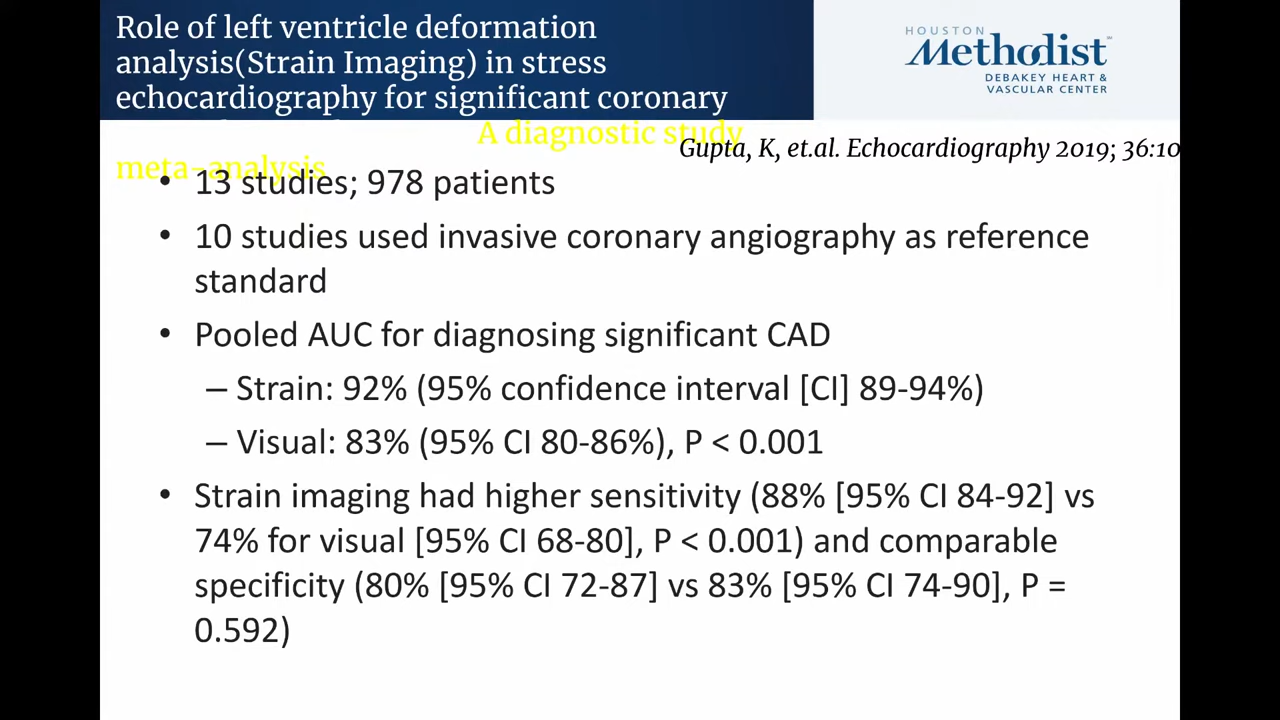 Role of left ventricle deformation
analysis(Strain Imaging) in stress
echocardiography for significant coronary
A diagnostic study
meta-analysis
HOUSTON
Methodist
DEBAKEY HEART &
VASCULAR CENTER
Gupta, K, et.al. Echocardiography 2019; 36:10
• 13 studies; 978 patients
• 10 studies used invasive coronary angiography as reference
standard
• Pooled AUC for diagnosing significant CAD
– Strain: 92% (95% confidence interval [CI] 89-94%)
– Visual: 83% (95% CI 80-86%), P < 0.001
• Strain imaging had higher sensitivity (88% [95% CI 84-92] vs
74% for visual [95% CI 68-80], P < 0.001) and comparable
specificity (80% [95% CI 72-87] vs 83% [95% CI 74-90], P =
0.592)